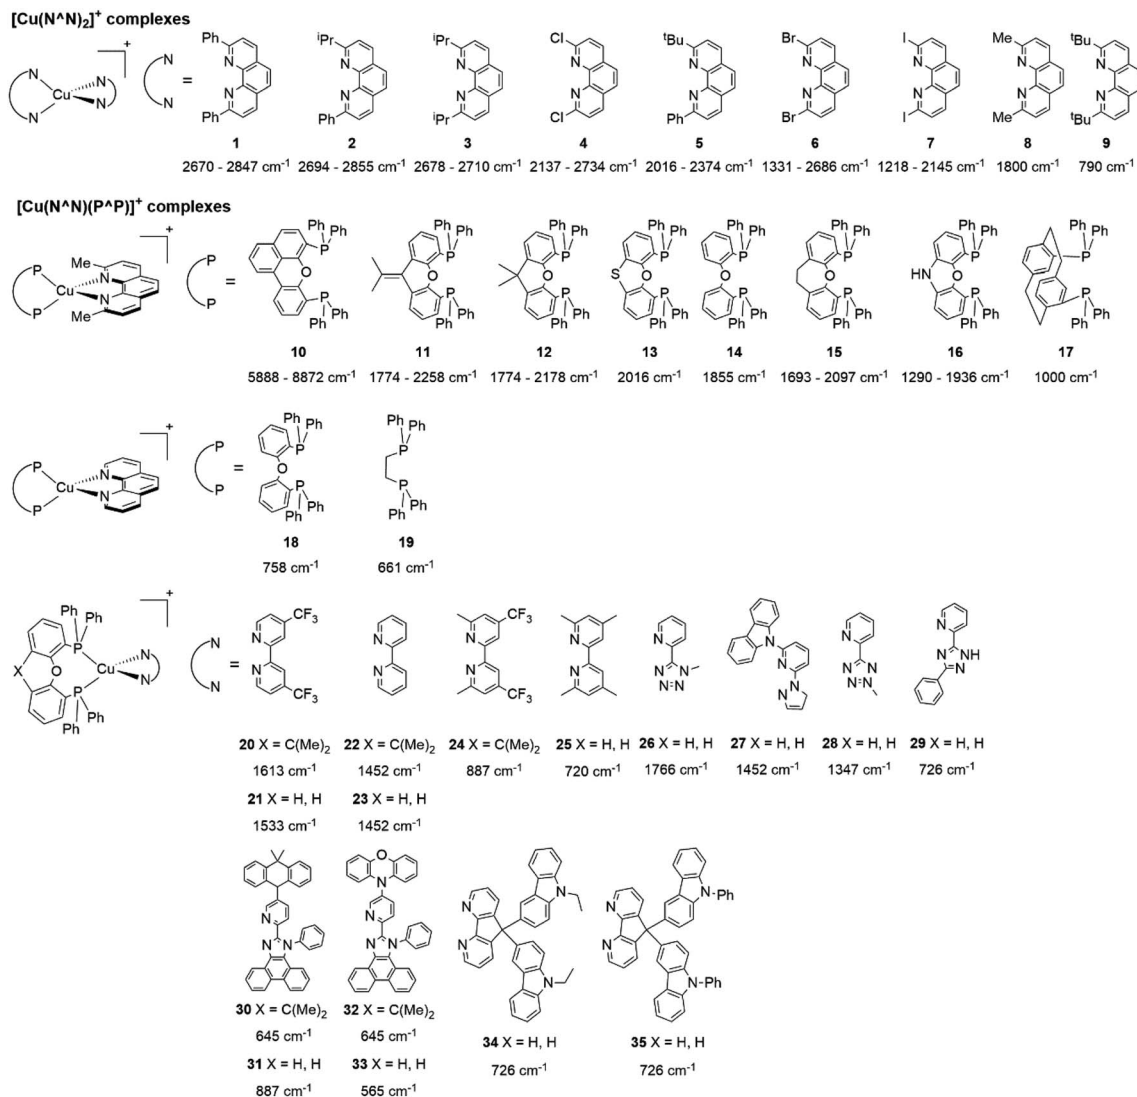 [Cu(N^N)₂]⁺ complexes
N N Cu N N + N N =
Ph N N Ph
ⁱPr N N Ph
ⁱPr N N ⁱPr
Cl N N Cl
ᵗBu N N Ph
Br N N Br
I N N I
Me N N Me
ᵗBu N N ᵗBu
1 2 3 4 5 6 7 8 9
2670 - 2847 cm⁻¹ 2694 - 2855 cm⁻¹ 2678 - 2710 cm⁻¹ 2137 - 2734 cm⁻¹ 2016 - 2374 cm⁻¹ 1331 - 2686 cm⁻¹ 1218 - 2145 cm⁻¹ 1800 cm⁻¹ 790 cm⁻¹
[Cu(N^N)(P^P)]⁺ complexes
P P Cu N N Me Me + P P =
Ph Ph P O P Ph Ph
Ph Ph P O P Ph Ph
Ph Ph P O P Ph Ph
Ph Ph P S O P Ph Ph
Ph Ph P O P Ph Ph
Ph Ph P O P Ph Ph
Ph Ph P HN O P Ph Ph
Ph Ph P P Ph Ph
10 11 12 13 14 15 16 17
5888 - 8872 cm⁻¹ 1774 - 2258 cm⁻¹ 1774 - 2178 cm⁻¹ 2016 cm⁻¹ 1855 cm⁻¹ 1693 - 2097 cm⁻¹ 1290 - 1936 cm⁻¹ 1000 cm⁻¹
P P Cu N N + P P =
Ph Ph P O P Ph Ph
Ph Ph P P Ph Ph
18 19
758 cm⁻¹ 661 cm⁻¹
Ph Ph P X O Cu N N P Ph Ph + N N =
CF₃ N N CF₃
N N
CF₃ N N CF₃
N N
N N N N=N
N N N N
N N N N-N
N N N NH
20 X = C(Me)₂ 22 X = C(Me)₂ 24 X = C(Me)₂ 25 X = H, H 26 X = H, H 27 X = H, H 28 X = H, H 29 X = H, H
1613 cm⁻¹ 1452 cm⁻¹ 887 cm⁻¹ 720 cm⁻¹ 1766 cm⁻¹ 1452 cm⁻¹ 1347 cm⁻¹ 726 cm⁻¹
21 X = H, H 23 X = H, H
1533 cm⁻¹ 1452 cm⁻¹
N N N
O N N N N
N N N N
N N N-Ph N-Ph
30 X = C(Me)₂ 32 X = C(Me)₂
645 cm⁻¹ 645 cm⁻¹
34 X = H, H 35 X = H, H
31 X = H, H 33 X = H, H
726 cm⁻¹ 726 cm⁻¹
887 cm⁻¹ 565 cm⁻¹